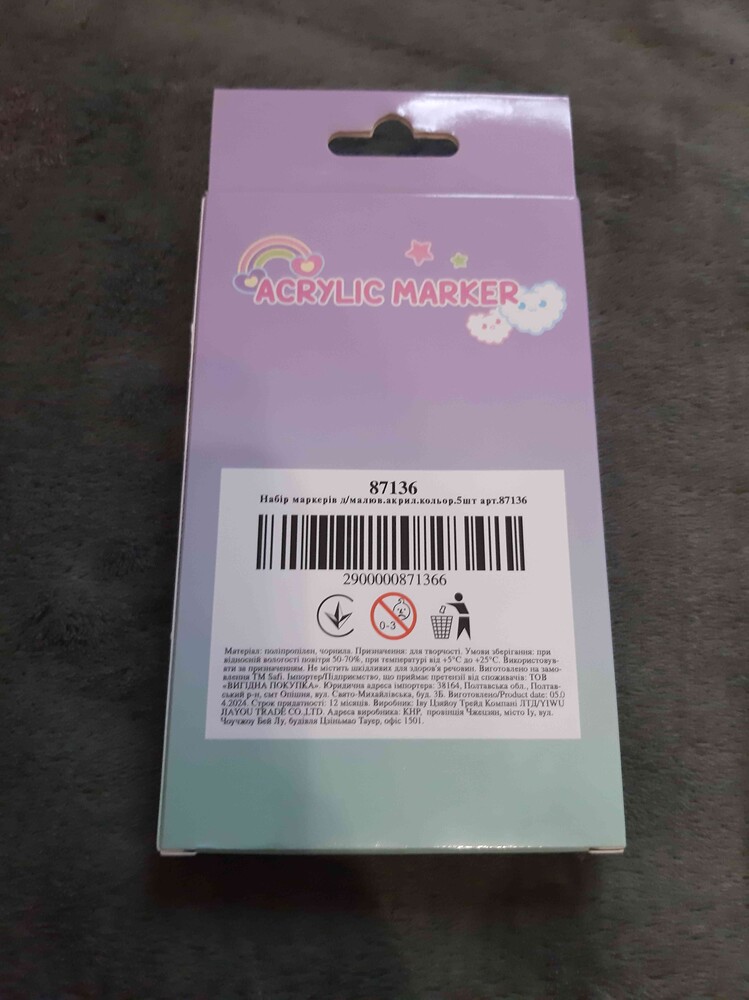 ACRYLIC MARKER
87136
Набір маркерів д/малюв.акрил.кольор.5шт арт.87136
2900000871366
0-3
Матеріал: поліпропілен, чорнила. Призначення: для творчості. Умови зберігання: при
відносній вологості повітря 50-70%, при температурі від +5°C до +25°C. Використовув-
ати за призначенням. Не містить шкідливих для здоров'я речовин. Виготовлено на замо-
влення ТМ Safi. Імпортер/Підприємство, що приймає претензії від споживачів: ТОВ
«ВИГІДНА ПОКУПКА». Юридична адреса імпортера: 38164, Полтавська обл., Полтав-
ський р-н, смт Опішня, вул. Свято-Михайлівська, буд. 3Б. Виготовлено/Product date: 05.0
4.2024. Строк придатності: 12 місяців. Виробник: Іву Цзяйоу Трейд Компані ЛТД/YIWU
JIAYOU TRADE CO.,LTD. Адреса виробника: КНР, провінція Чжецзян, місто Іу, вул.
Чоучжоу Бей Лу, будівля Цзіньмао Тауер, офіс 1501.